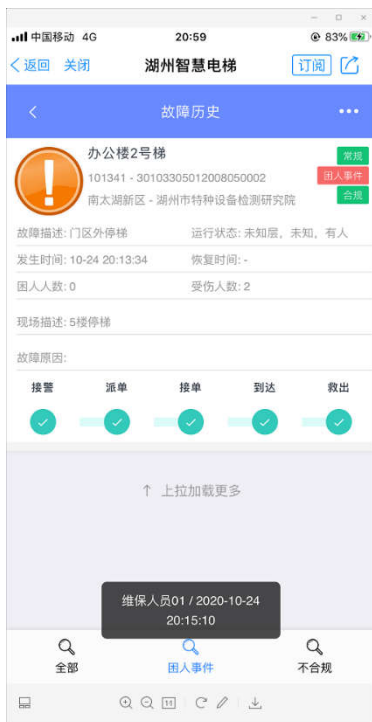 中国移动 4G 20:59 83%
返回 关闭 湖州智慧电梯 订阅
故障历史
办公楼2号梯 常规
101341 - 30103305012008050002 困人事件
南太湖新区 - 湖州市特种设备检测研究院 合规
故障描述: 门区外停梯 运行状态: 未知层, 未知, 有人
发生时间: 10-24 20:13:34 恢复时间: -
困人人数: 0 受伤人数: 2
现场描述: 5楼停梯
故障原因:
接警 派单 接单 到达 救出
↑ 上拉加载更多
维保人员01 / 2020-10-24
20:15:10
全部 困人事件 不合规
1:1